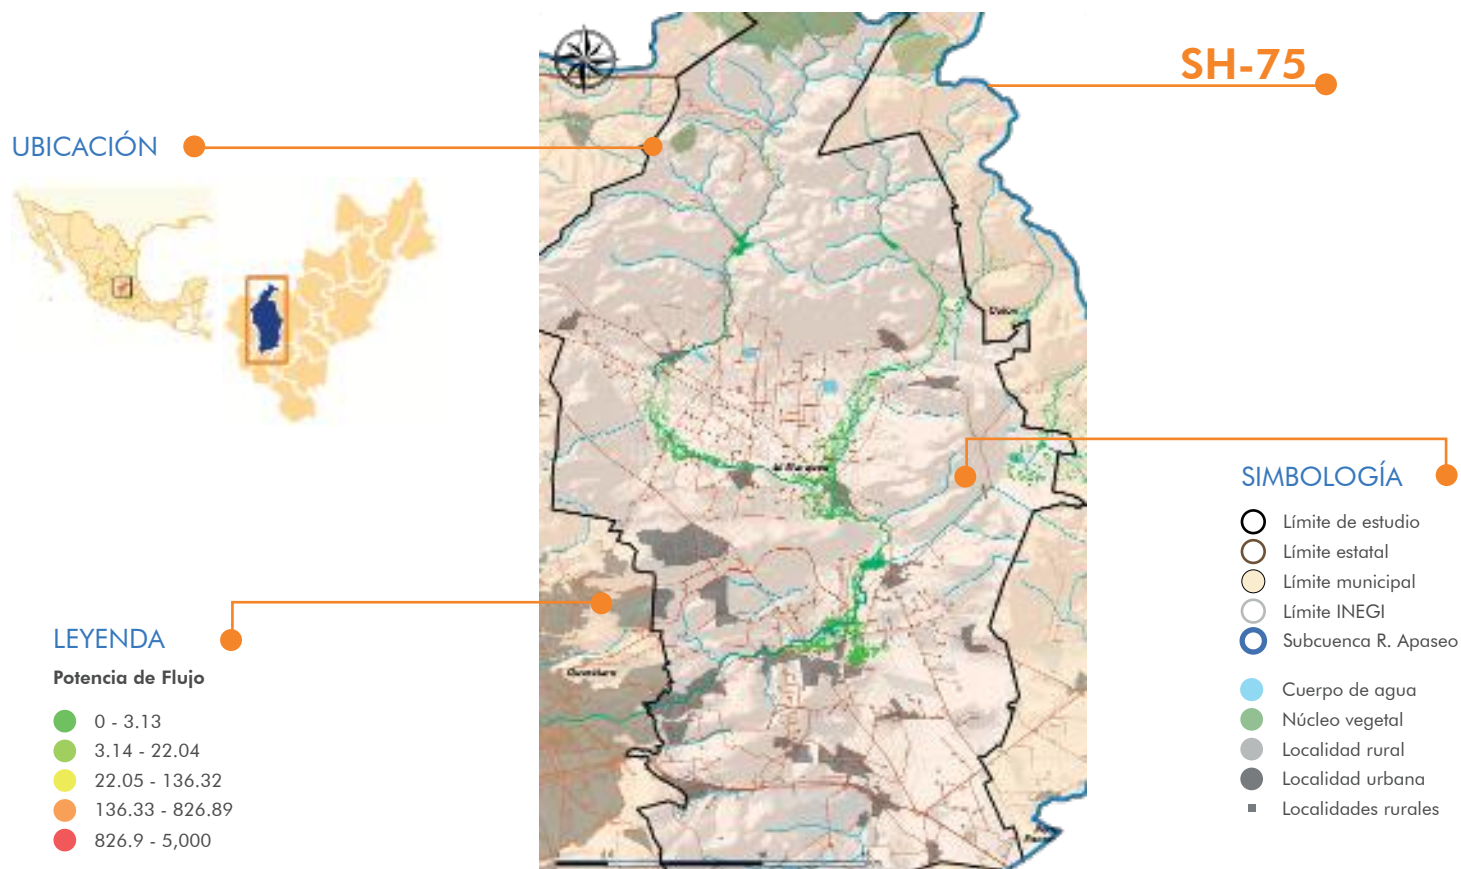 SH-75
UBICACIÓN
Colón
SIMBOLOGÍA
Límite de estudio
Límite estatal
Límite municipal
Límite INEGI
Subcuenca R. Apaseo
Cuerpo de agua
Núcleo vegetal
Localidad rural
Localidad urbana
Localidades rurales
LEYENDA
Potencia de Flujo
0 - 3.13
3.14 - 22.04
22.05 - 136.32
136.33 - 826.89
826.9 - 5,000
Querétaro